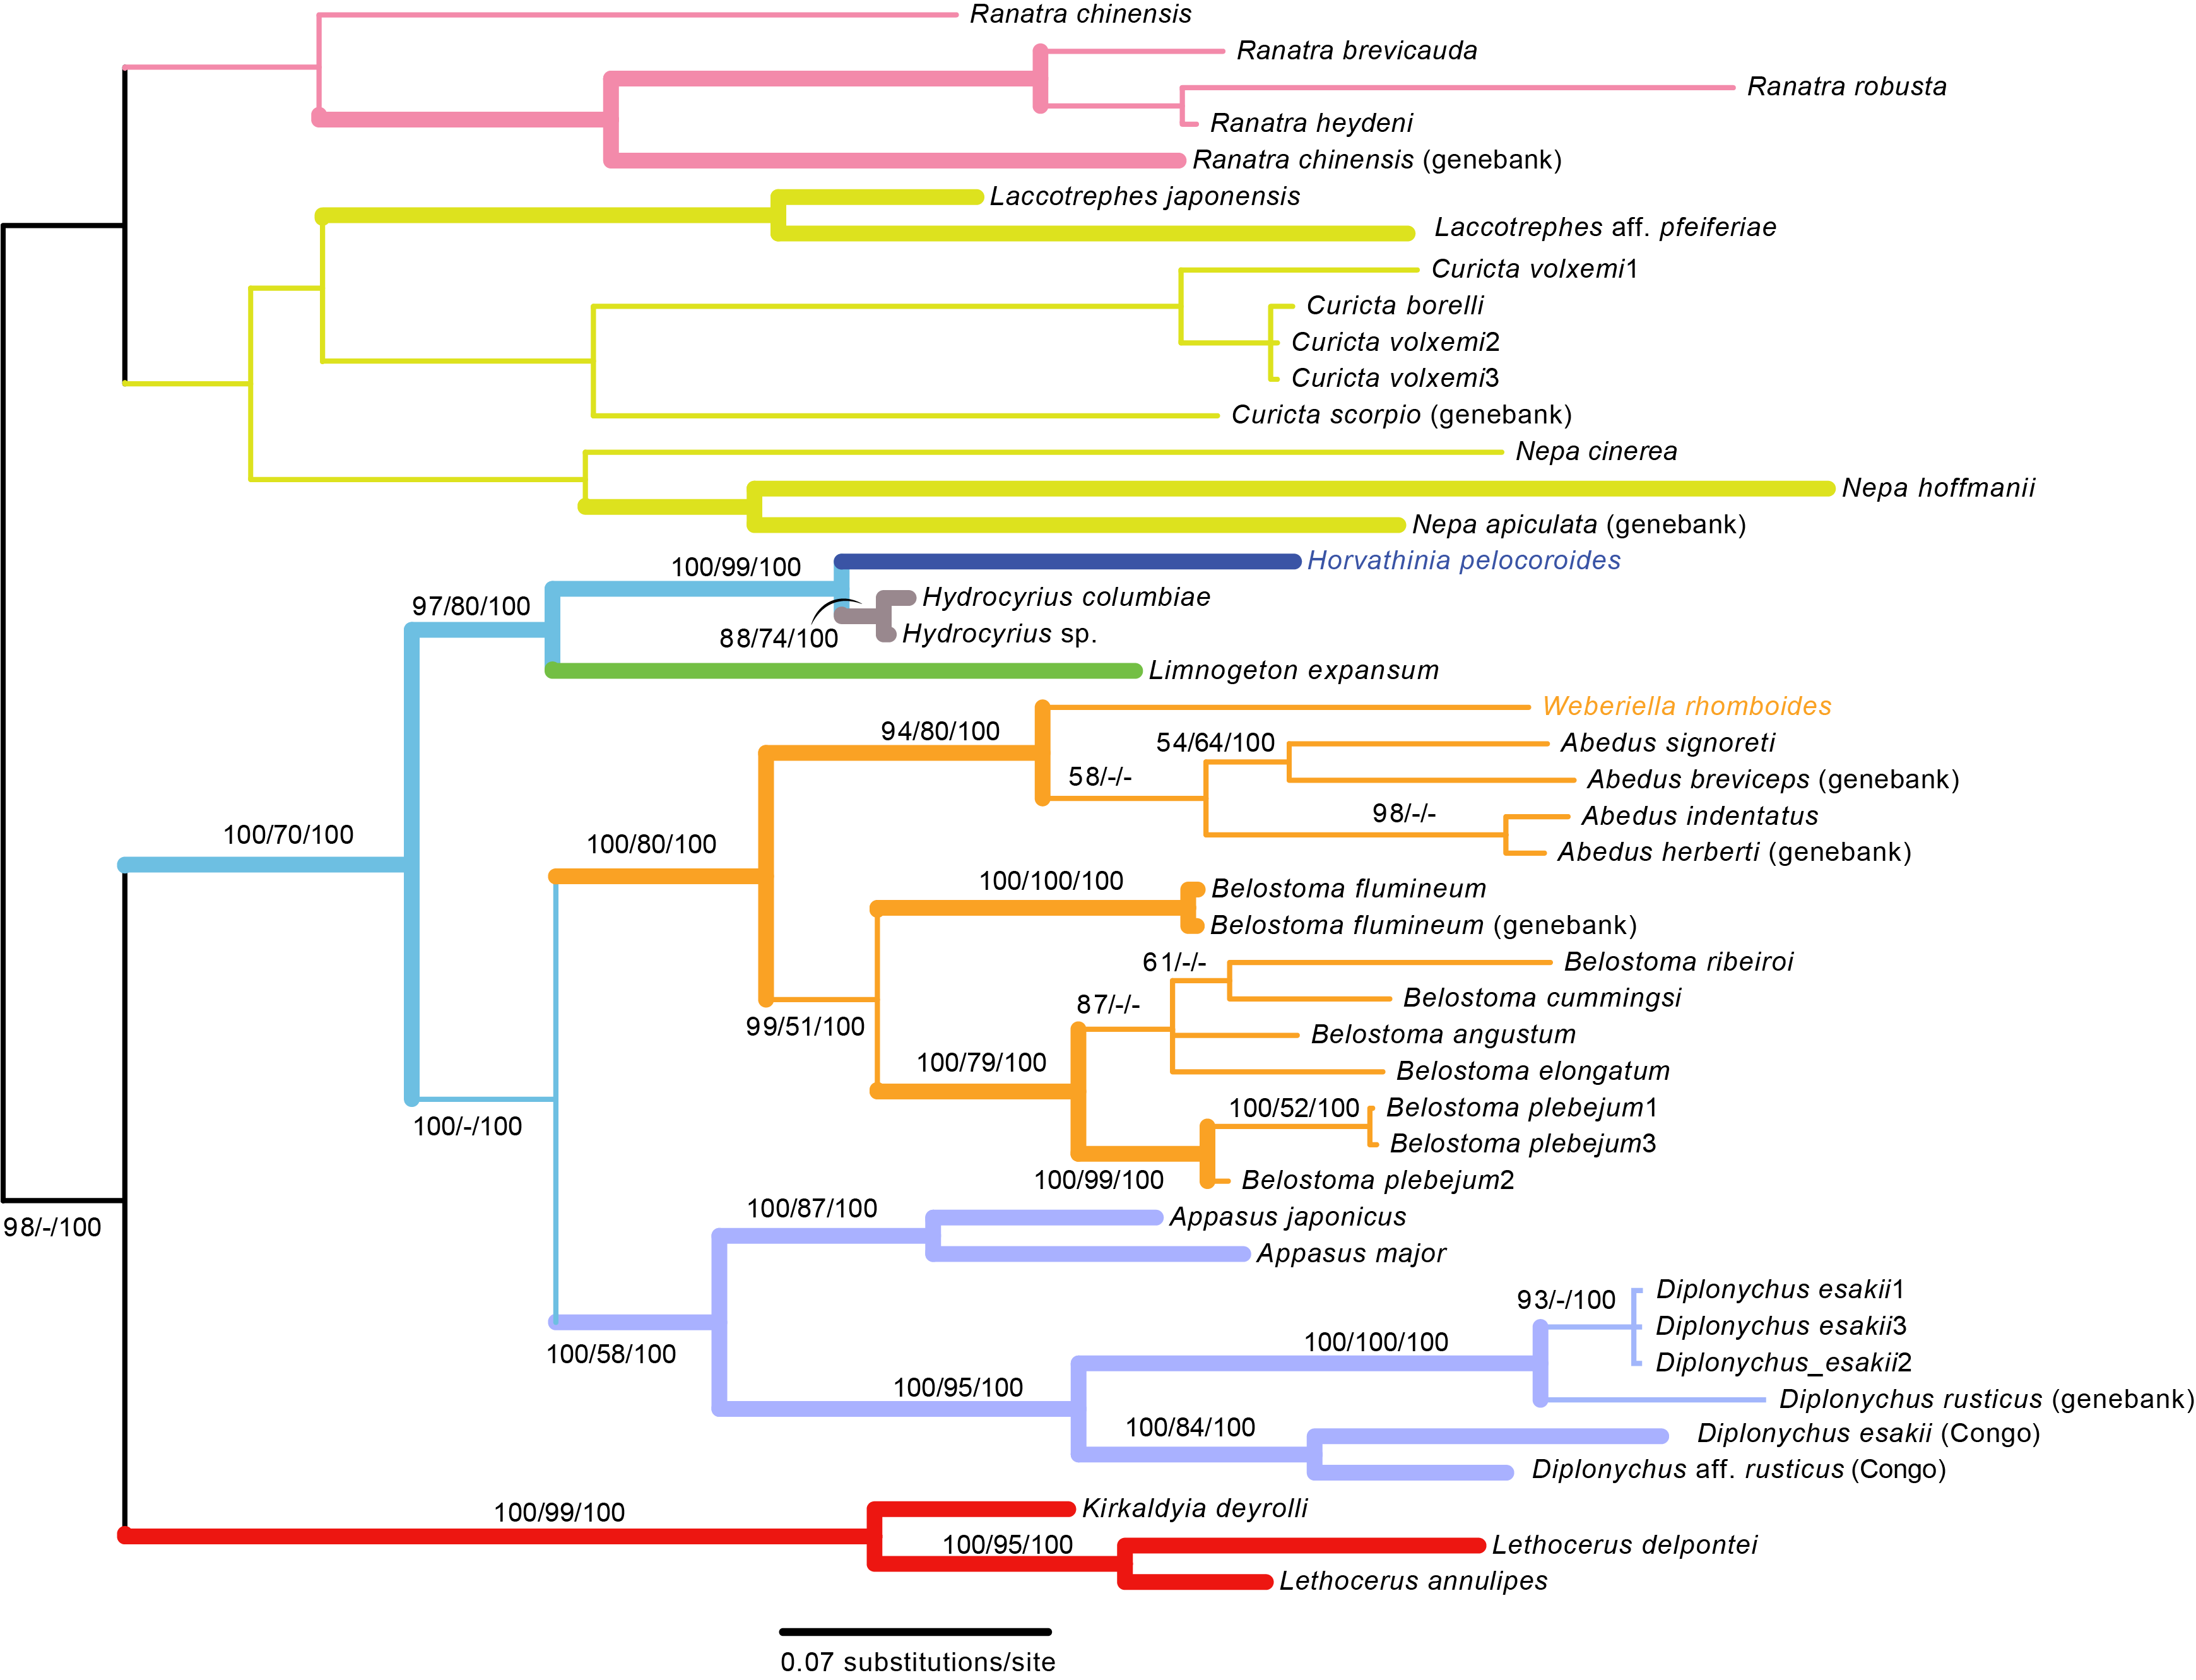 Ranatra chinensis
Ranatra brevicauda
Ranatra robusta
Ranatra heydeni
Ranatra chinensis (genebank)
Laccotrephes japonensis
Laccotrephes aff. pfeiferiae
Curicta volxemi1
Curicta borelli
Curicta volxemi2
Curicta volxemi3
Curicta scorpio (genebank)
Nepa cinerea
Nepa hoffmanii
Nepa apiculata (genebank)
100/99/100
Horvathinia pelocoroides
97/80/100
Hydrocyrius columbiae
88/74/100
Hydrocyrius sp.
Limnogeton expansum
Weberiella rhomboides
94/80/100
54/64/100
Abedus signoreti
58/-/-
Abedus breviceps (genebank)
98/-/-
Abedus indentatus
100/70/100
100/80/100
Abedus herberti (genebank)
100/100/100
Belostoma flumineum
Belostoma flumineum (genebank)
61/-/-
Belostoma ribeiroi
87/-/-
Belostoma cummingsi
99/51/100
Belostoma angustum
100/79/100
Belostoma elongatum
100/52/100
Belostoma plebejum1
100/-/100
Belostoma plebejum3
100/99/100
Belostoma plebejum2
98/-/100
100/87/100
Appasus japonicus
Appasus major
93/-/100
Diplonychus esakii1
Diplonychus esakii3
100/58/100
100/100/100
Diplonychus_esakii2
100/95/100
Diplonychus rusticus (genebank)
100/84/100
Diplonychus esakii (Congo)
Diplonychus aff. rusticus (Congo)
100/99/100
Kirkaldyia deyrolli
100/95/100
Lethocerus delpontei
Lethocerus annulipes
0.07 substitutions/site